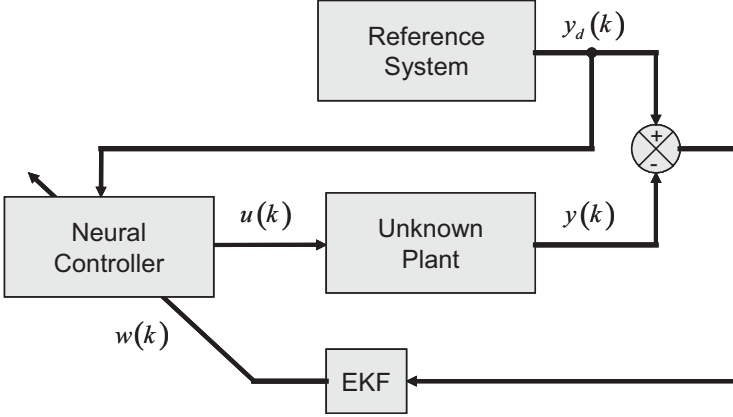 Reference
System
y_d(k)
+
-
Neural
Controller
u(k)
Unknown
Plant
y(k)
w(k)
EKF